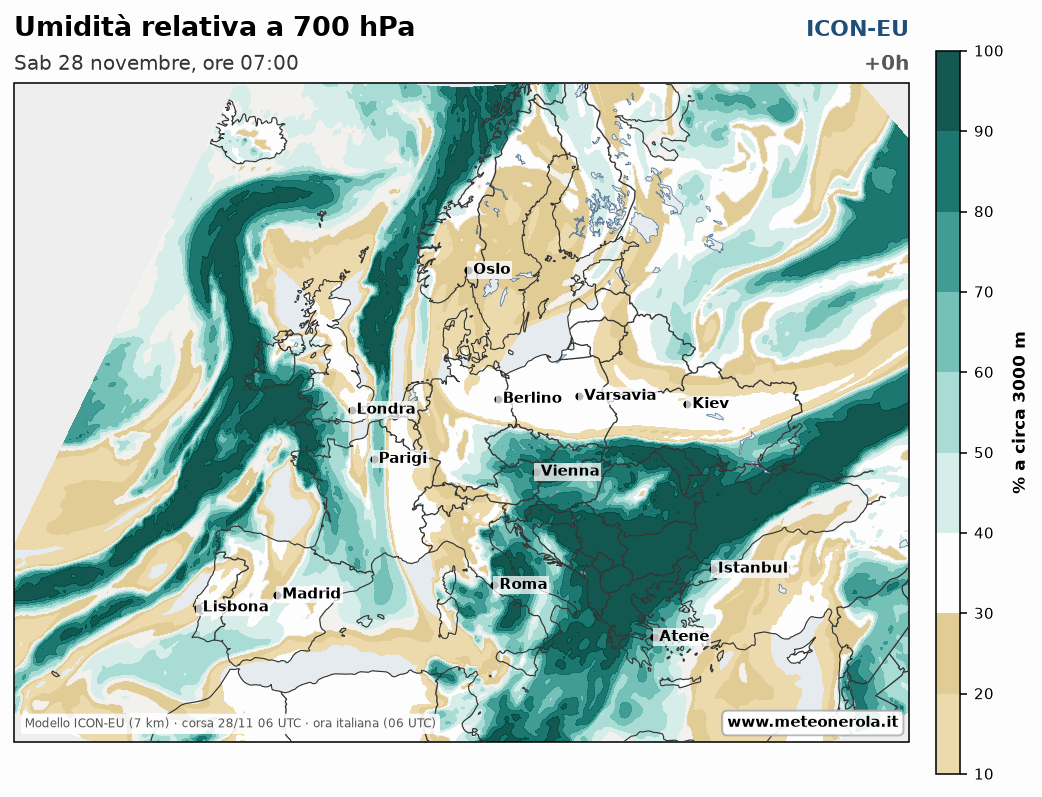 Umidità relativa a 700 hPa
ICON-EU
Sab 28 novembre, ore 07:00
+0h
100
90
80
70
60
50
40
30
20
10
% a circa 3000 m
Oslo
Berlino
Varsavia
Kiev
Londra
Parigi
Vienna
Istanbul
Roma
Madrid
Lisbona
Atene
Modello ICON-EU (7 km) · corsa 28/11 06 UTC · ora italiana (06 UTC)
www.meteonerola.it